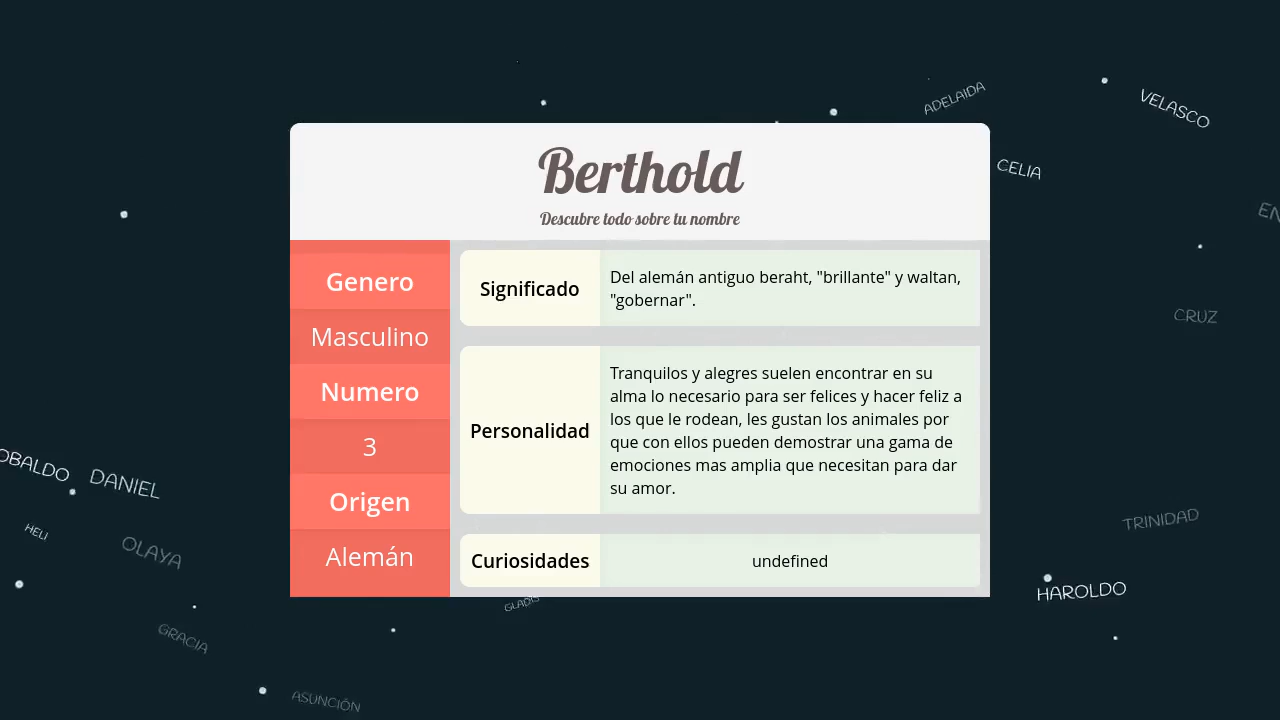 Berthold
Descubre todo sobre tu nombre
Genero
Masculino
Numero
3
Origen
Alemán
Significado
Del alemán antiguo beraht, "brillante" y waltan,
"gobernar".
Personalidad
Tranquilos y alegres suelen encontrar en su
alma lo necesario para ser felices y hacer feliz a
los que le rodean, les gustan los animales por
que con ellos pueden demostrar una gama de
emociones mas amplia que necesitan para dar
su amor.
Curiosidades
undefined
ADELAIDA
VELASCO
CELIA
CRUZ
OBALDO
DANIEL
HELI
OLAYA
TRINIDAD
HAROLDO
GLADIS
GRACIA
ASUNCIÓN